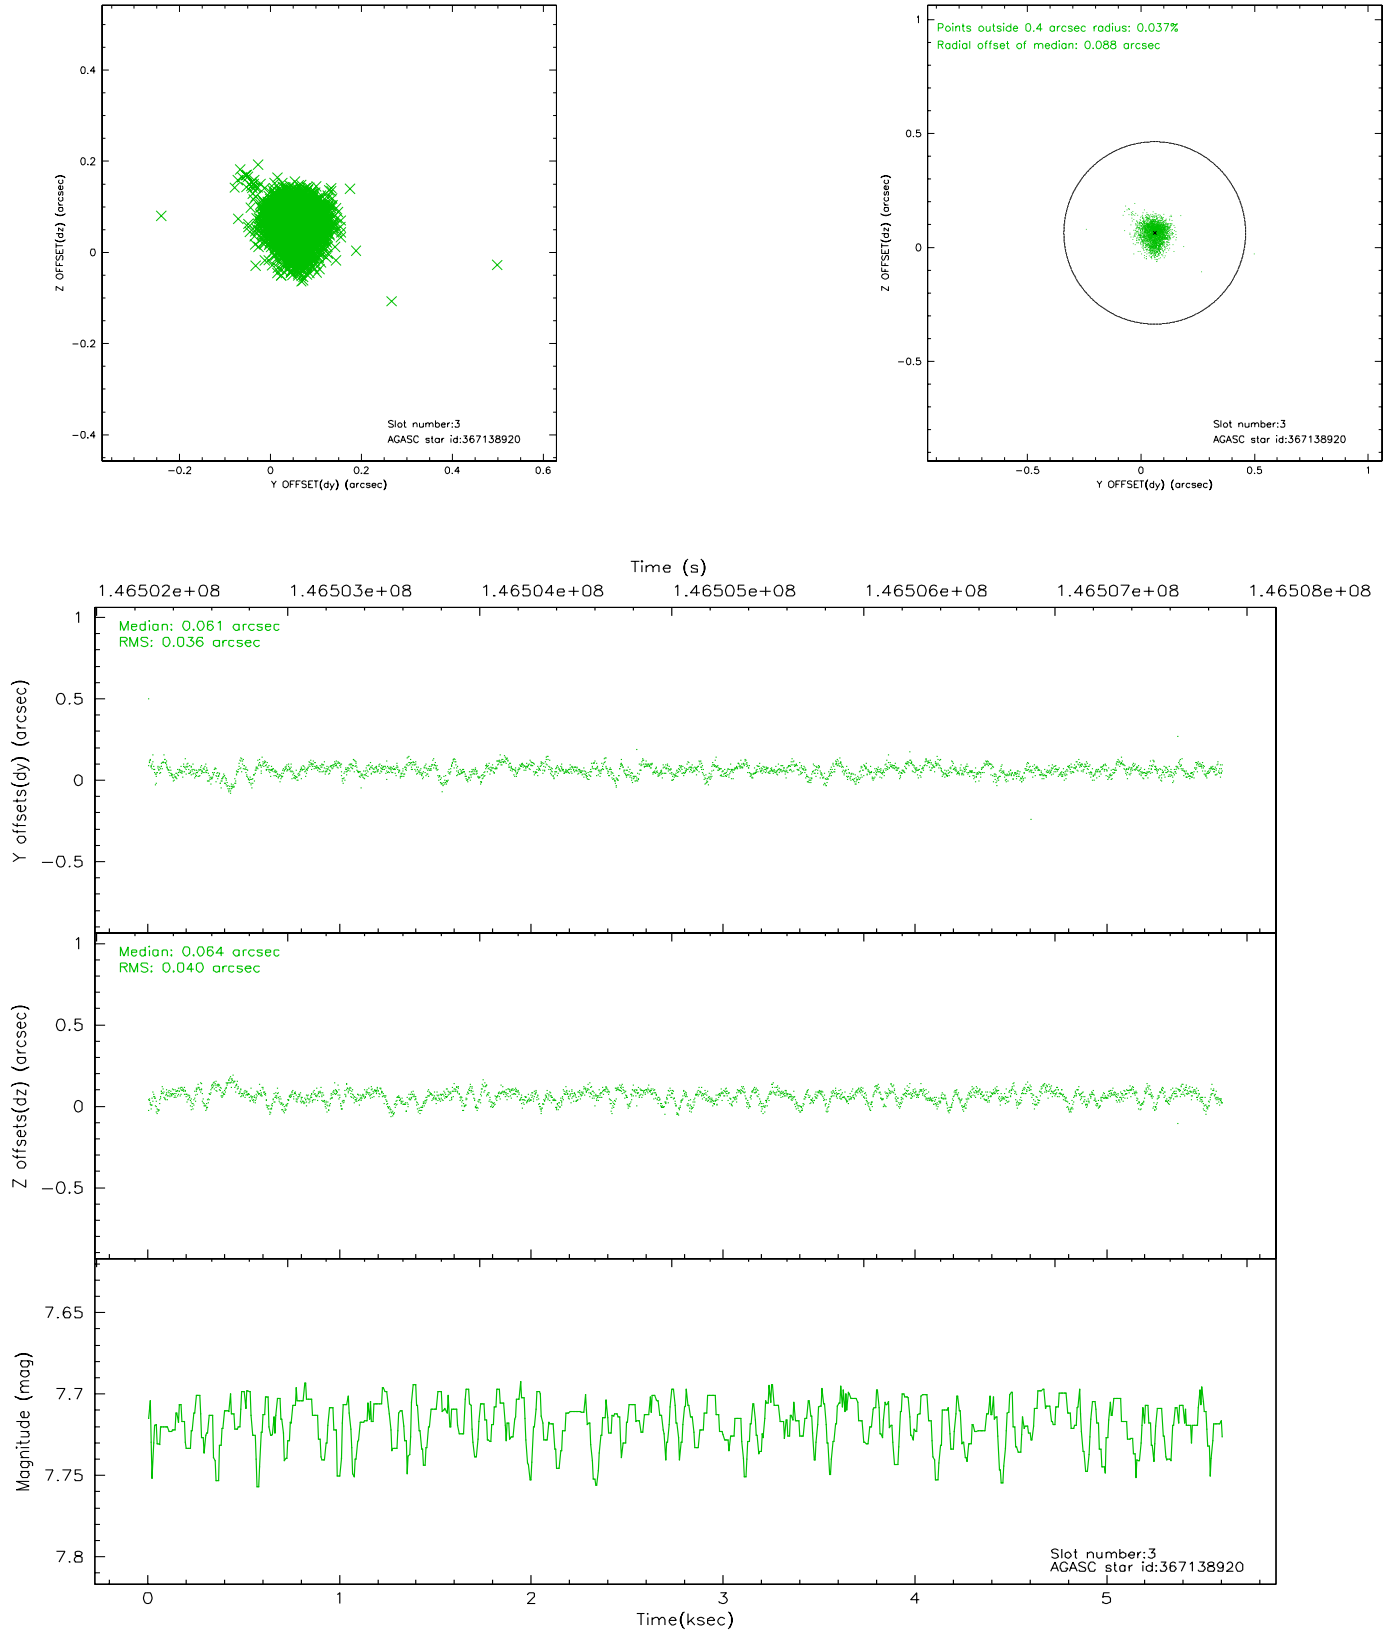 0.4
0.2
0
−0.2
−0.4
Z OFFSET(dz) (arcsec)
Slot number:3
AGASC star id:367138920
−0.2 0 0.2 0.4 0.6
Y OFFSET(dy) (arcsec)
Points outside 0.4 arcsec radius: 0.037%
Radial offset of median: 0.088 arcsec
1
0.5
0
−0.5
Z OFFSET(dz) (arcsec)
Slot number:3
AGASC star id:367138920
−0.5 0 0.5 1
Y OFFSET(dy) (arcsec)
Time (s)
1.46502e+08 1.46503e+08 1.46504e+08 1.46505e+08 1.46506e+08 1.46507e+08 1.46508e+08
Median: 0.061 arcsec
RMS: 0.036 arcsec
1
0.5
0
−0.5
Y offsets(dy) (arcsec)
Median: 0.064 arcsec
RMS: 0.040 arcsec
1
0.5
0
−0.5
Z offsets(dz) (arcsec)
7.65
7.7
7.75
7.8
Magnitude (mag)
Slot number:3
AGASC star id:367138920
0 1 2 3 4 5
Time(ksec)